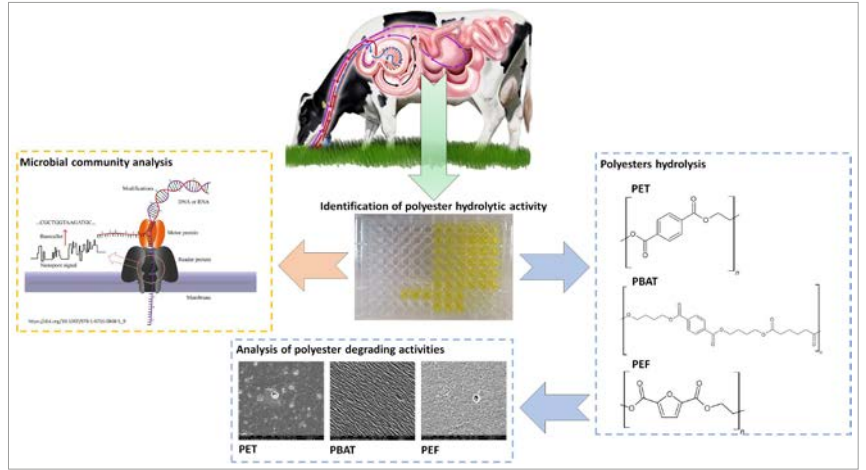 Microbial community analysis
Modifications
DNA or RNA
...CGCTGGTAAGATGC...
Basecaller
Motor protein
Reader protein
Nanopore signal
Membrane
Identification of polyester hydrolytic activity
Polyesters hydrolysis
PET
O
O
O
O
n
PBAT
PEF
O
O
O
O
O
n
Analysis of polyester degrading activities
PET
PBAT
PEF